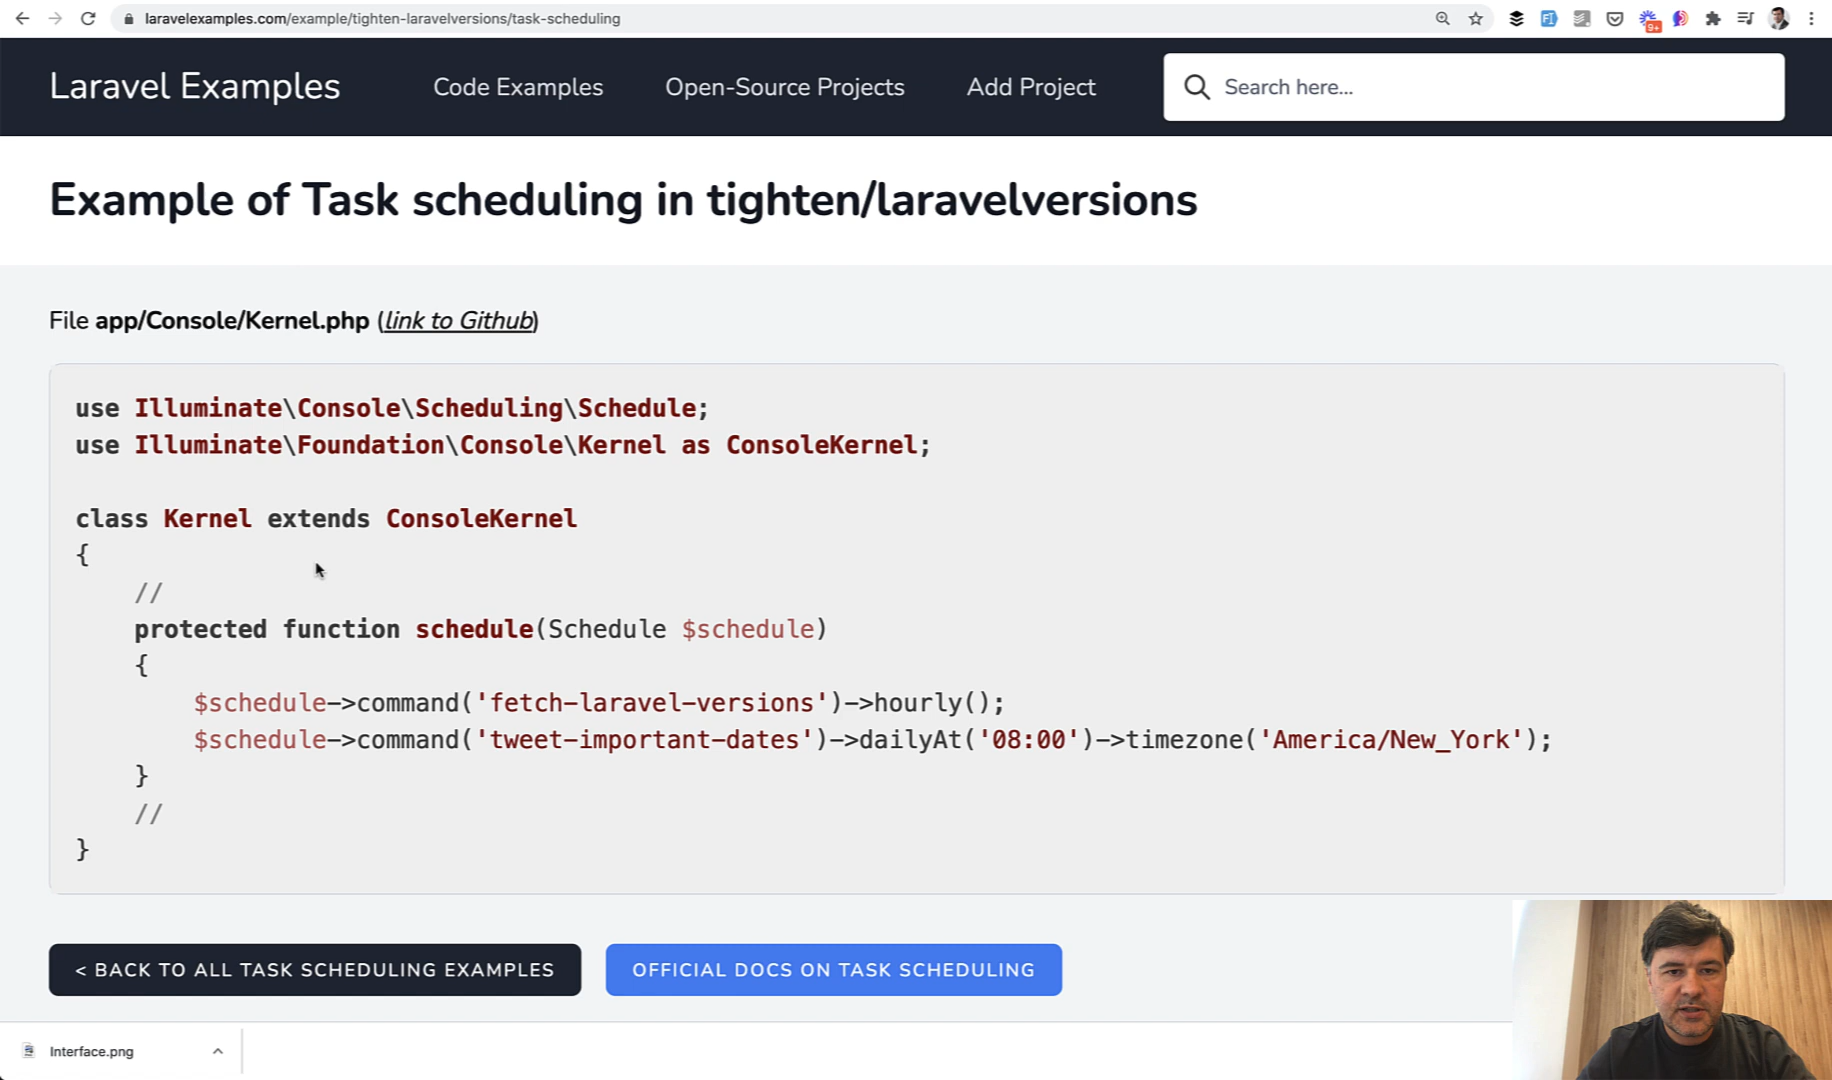 laravelexamples.com/example/tighten-laravelversions/task-scheduling
9+
Laravel Examples
Code Examples
Open-Source Projects
Add Project
Search here...
Example of Task scheduling in tighten/laravelversions
File app/Console/Kernel.php (link to Github)
use Illuminate\Console\Scheduling\Schedule;
use Illuminate\Foundation\Console\Kernel as ConsoleKernel;
class Kernel extends ConsoleKernel
{
    //
    protected function schedule(Schedule $schedule)
    {
        $schedule->command('fetch-laravel-versions')->hourly();
        $schedule->command('tweet-important-dates')->dailyAt('08:00')->timezone('America/New_York');
    }
    //
}
< BACK TO ALL TASK SCHEDULING EXAMPLES
OFFICIAL DOCS ON TASK SCHEDULING
Interface.png